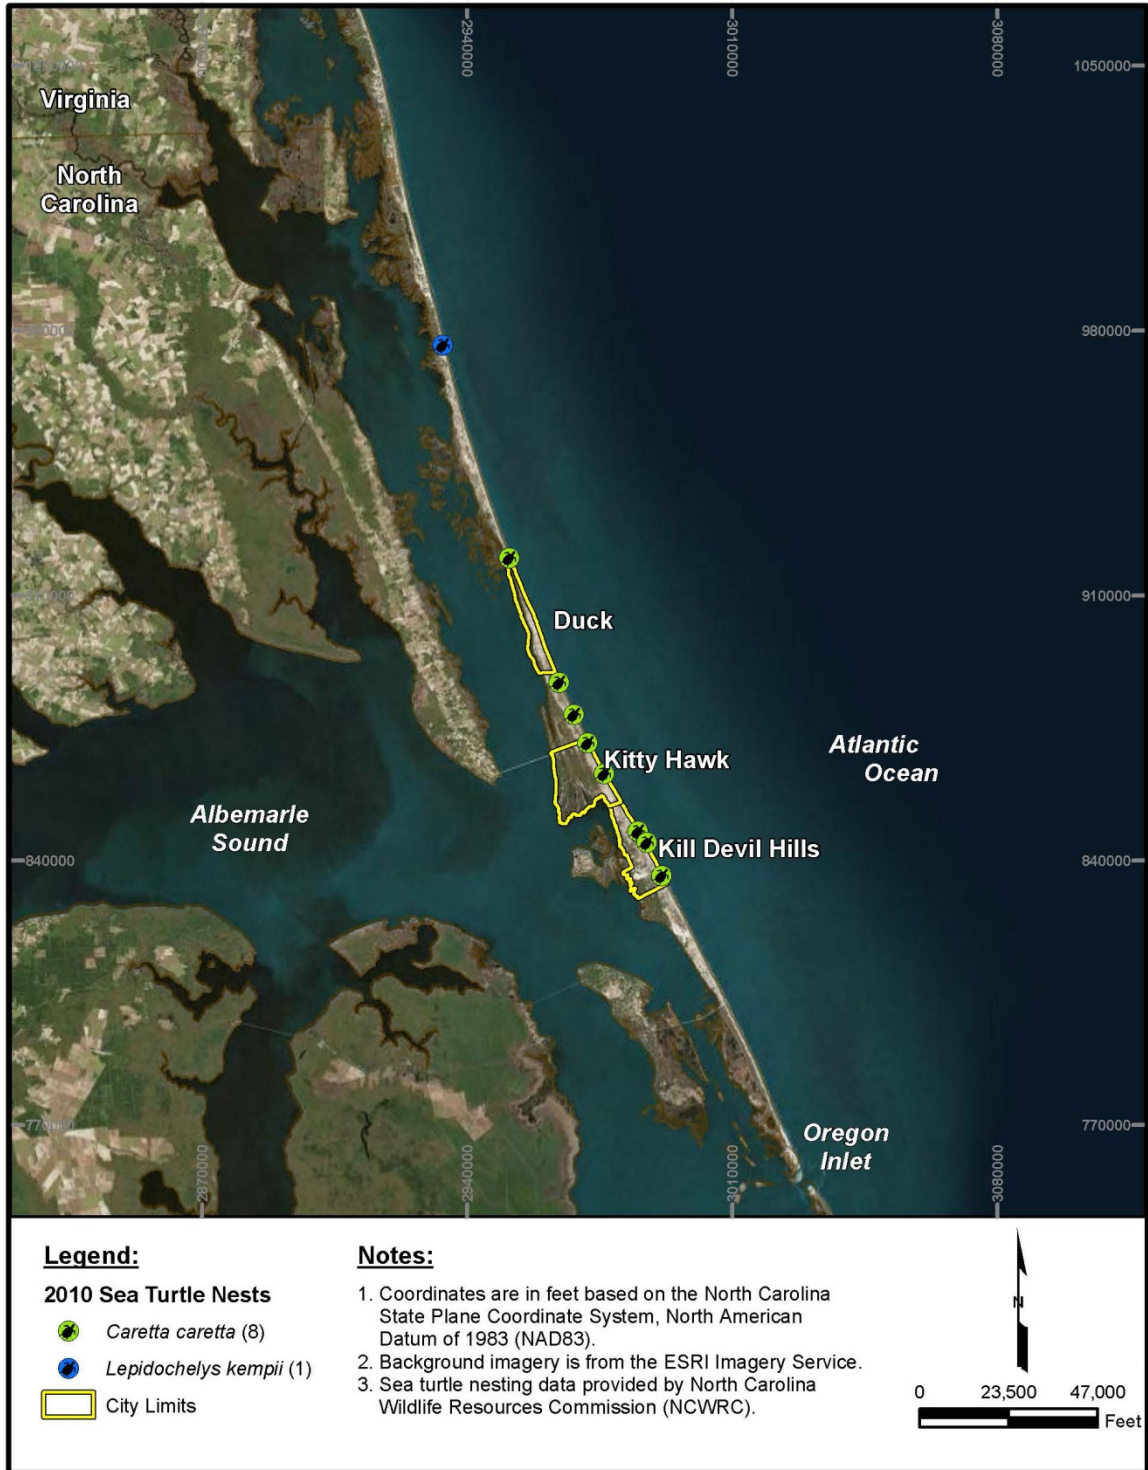 2940000
3010000
3080000
1050000
Virginia
North
Carolina
980000
910000
Duck
Kitty Hawk
Atlantic
Ocean
Albemarle
Sound
Kill Devil Hills
840000
770000
770000
Oregon
Inlet
2870000
2940000
3010000
3080000
Legend:
2010 Sea Turtle Nests
Caretta caretta (8)
Lepidochelys kempii (1)
City Limits
Notes:
1. Coordinates are in feet based on the North Carolina
State Plane Coordinate System, North American
Datum of 1983 (NAD83).
2. Background imagery is from the ESRI Imagery Service.
3. Sea turtle nesting data provided by North Carolina
Wildlife Resources Commission (NCWRC).
N
0 23,500 47,000
Feet